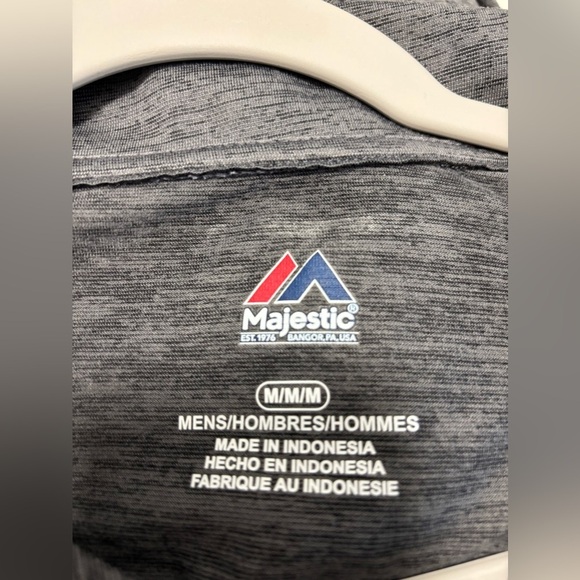 Majestic®
EST. 1976 BANGOR, PA, USA
M/M/M
MENS/HOMBRES/HOMMES
MADE IN INDONESIA
HECHO EN INDONESIA
FABRIQUE AU INDONESIE